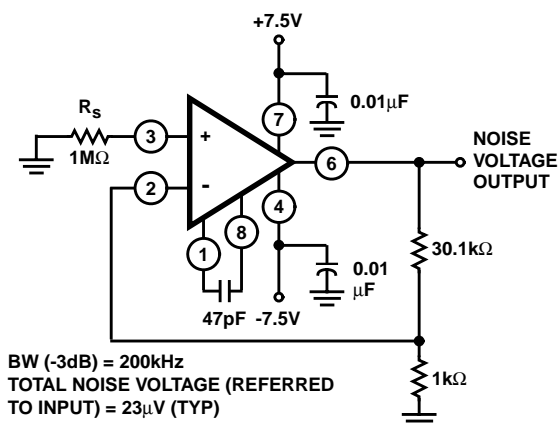 +7.5V
Rs
1MΩ
3
+
2
-
7
0.01µF
6
NOISE
VOLTAGE
OUTPUT
4
1
8
47pF
-7.5V
0.01
µF
30.1kΩ
1kΩ
BW (-3dB) = 200kHz
TOTAL NOISE VOLTAGE (REFERRED
TO INPUT) = 23µV (TYP)